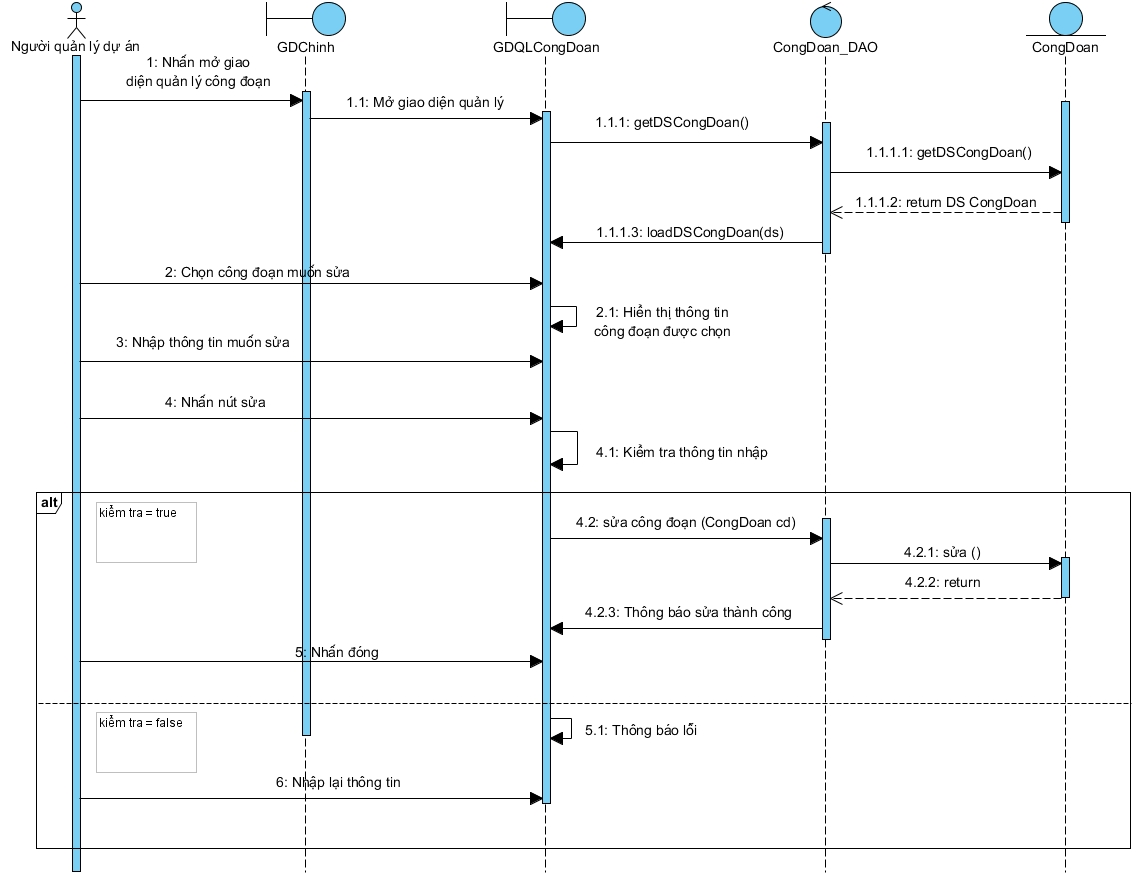 Người quản lý dự án
GDChinh
GDQLCongDoan
CongDoan_DAO
CongDoan
1: Nhấn mở giao
diện quản lý công đoạn
1.1: Mở giao diện quản lý
1.1.1: getDSCongDoan()
1.1.1.1: getDSCongDoan()
1.1.1.2: return DS CongDoan
1.1.1.3: loadDSCongDoan(ds)
2: Chọn công đoạn muốn sửa
2.1: Hiển thị thông tin
công đoạn được chọn
3: Nhập thông tin muốn sửa
4: Nhấn nút sửa
4.1: Kiểm tra thông tin nhập
alt
kiểm tra = true
4.2: sửa công đoạn (CongDoan cd)
4.2.1: sửa ()
4.2.2: return
4.2.3: Thông báo sửa thành công
5: Nhấn đóng
kiểm tra = false
5.1: Thông báo lỗi
6: Nhập lại thông tin